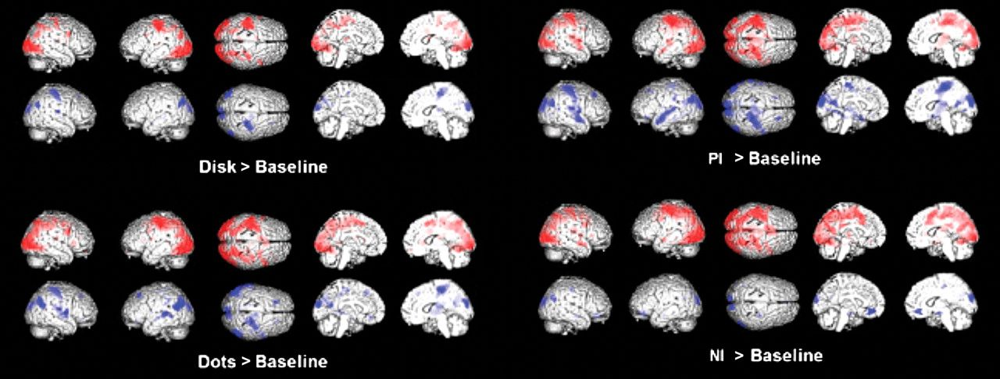 Disk > Baseline
PI > Baseline
Dots > Baseline
NI > Baseline